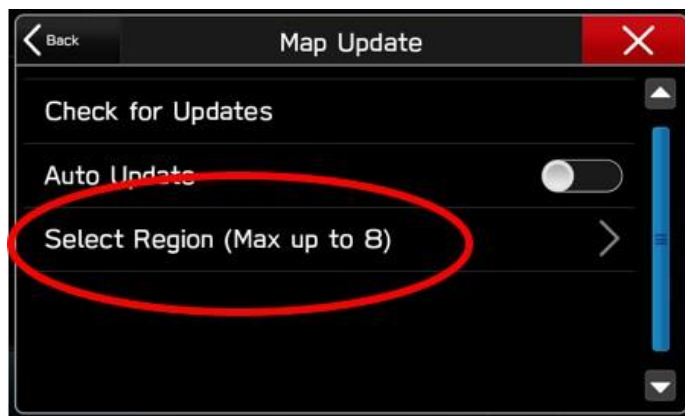 Back
Map Update
Check for Updates
Auto Update
Select Region (Max up to 8)